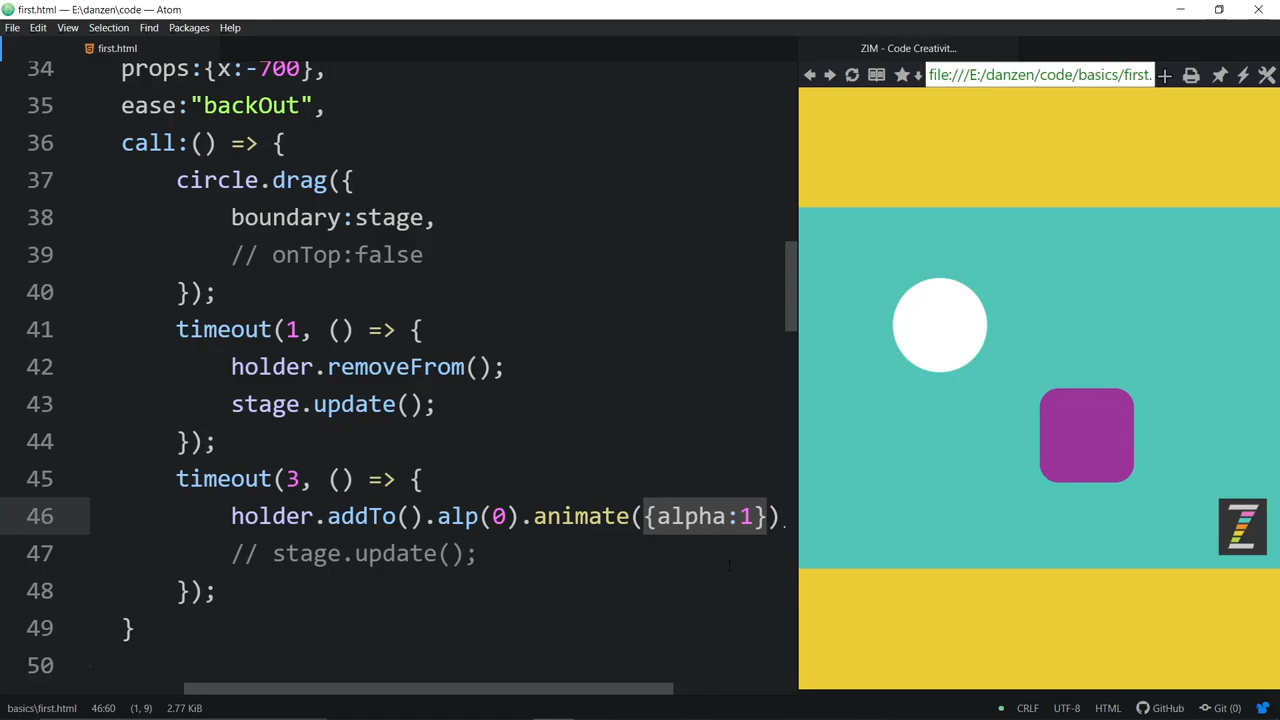 first.html — E:\danzen\code — Atom
File Edit View Selection Find Packages Help
first.html
ZIM - Code Creativit...
file:///E:/danzen/code/basics/first.
34 props:{x:-700},
35 ease:"backOut",
36 call:() => {
37 circle.drag({
38 boundary:stage,
39 // onTop:false
40 });
41 timeout(1, () => {
42 holder.removeFrom();
43 stage.update();
44 });
45 timeout(3, () => {
46 holder.addTo().alp(0).animate({alpha:1})
47 // stage.update();
48 });
49 }
50
Z
basics\first.html 46:60 (1, 9) 2.77 KiB CRLF UTF-8 HTML GitHub Git (0)